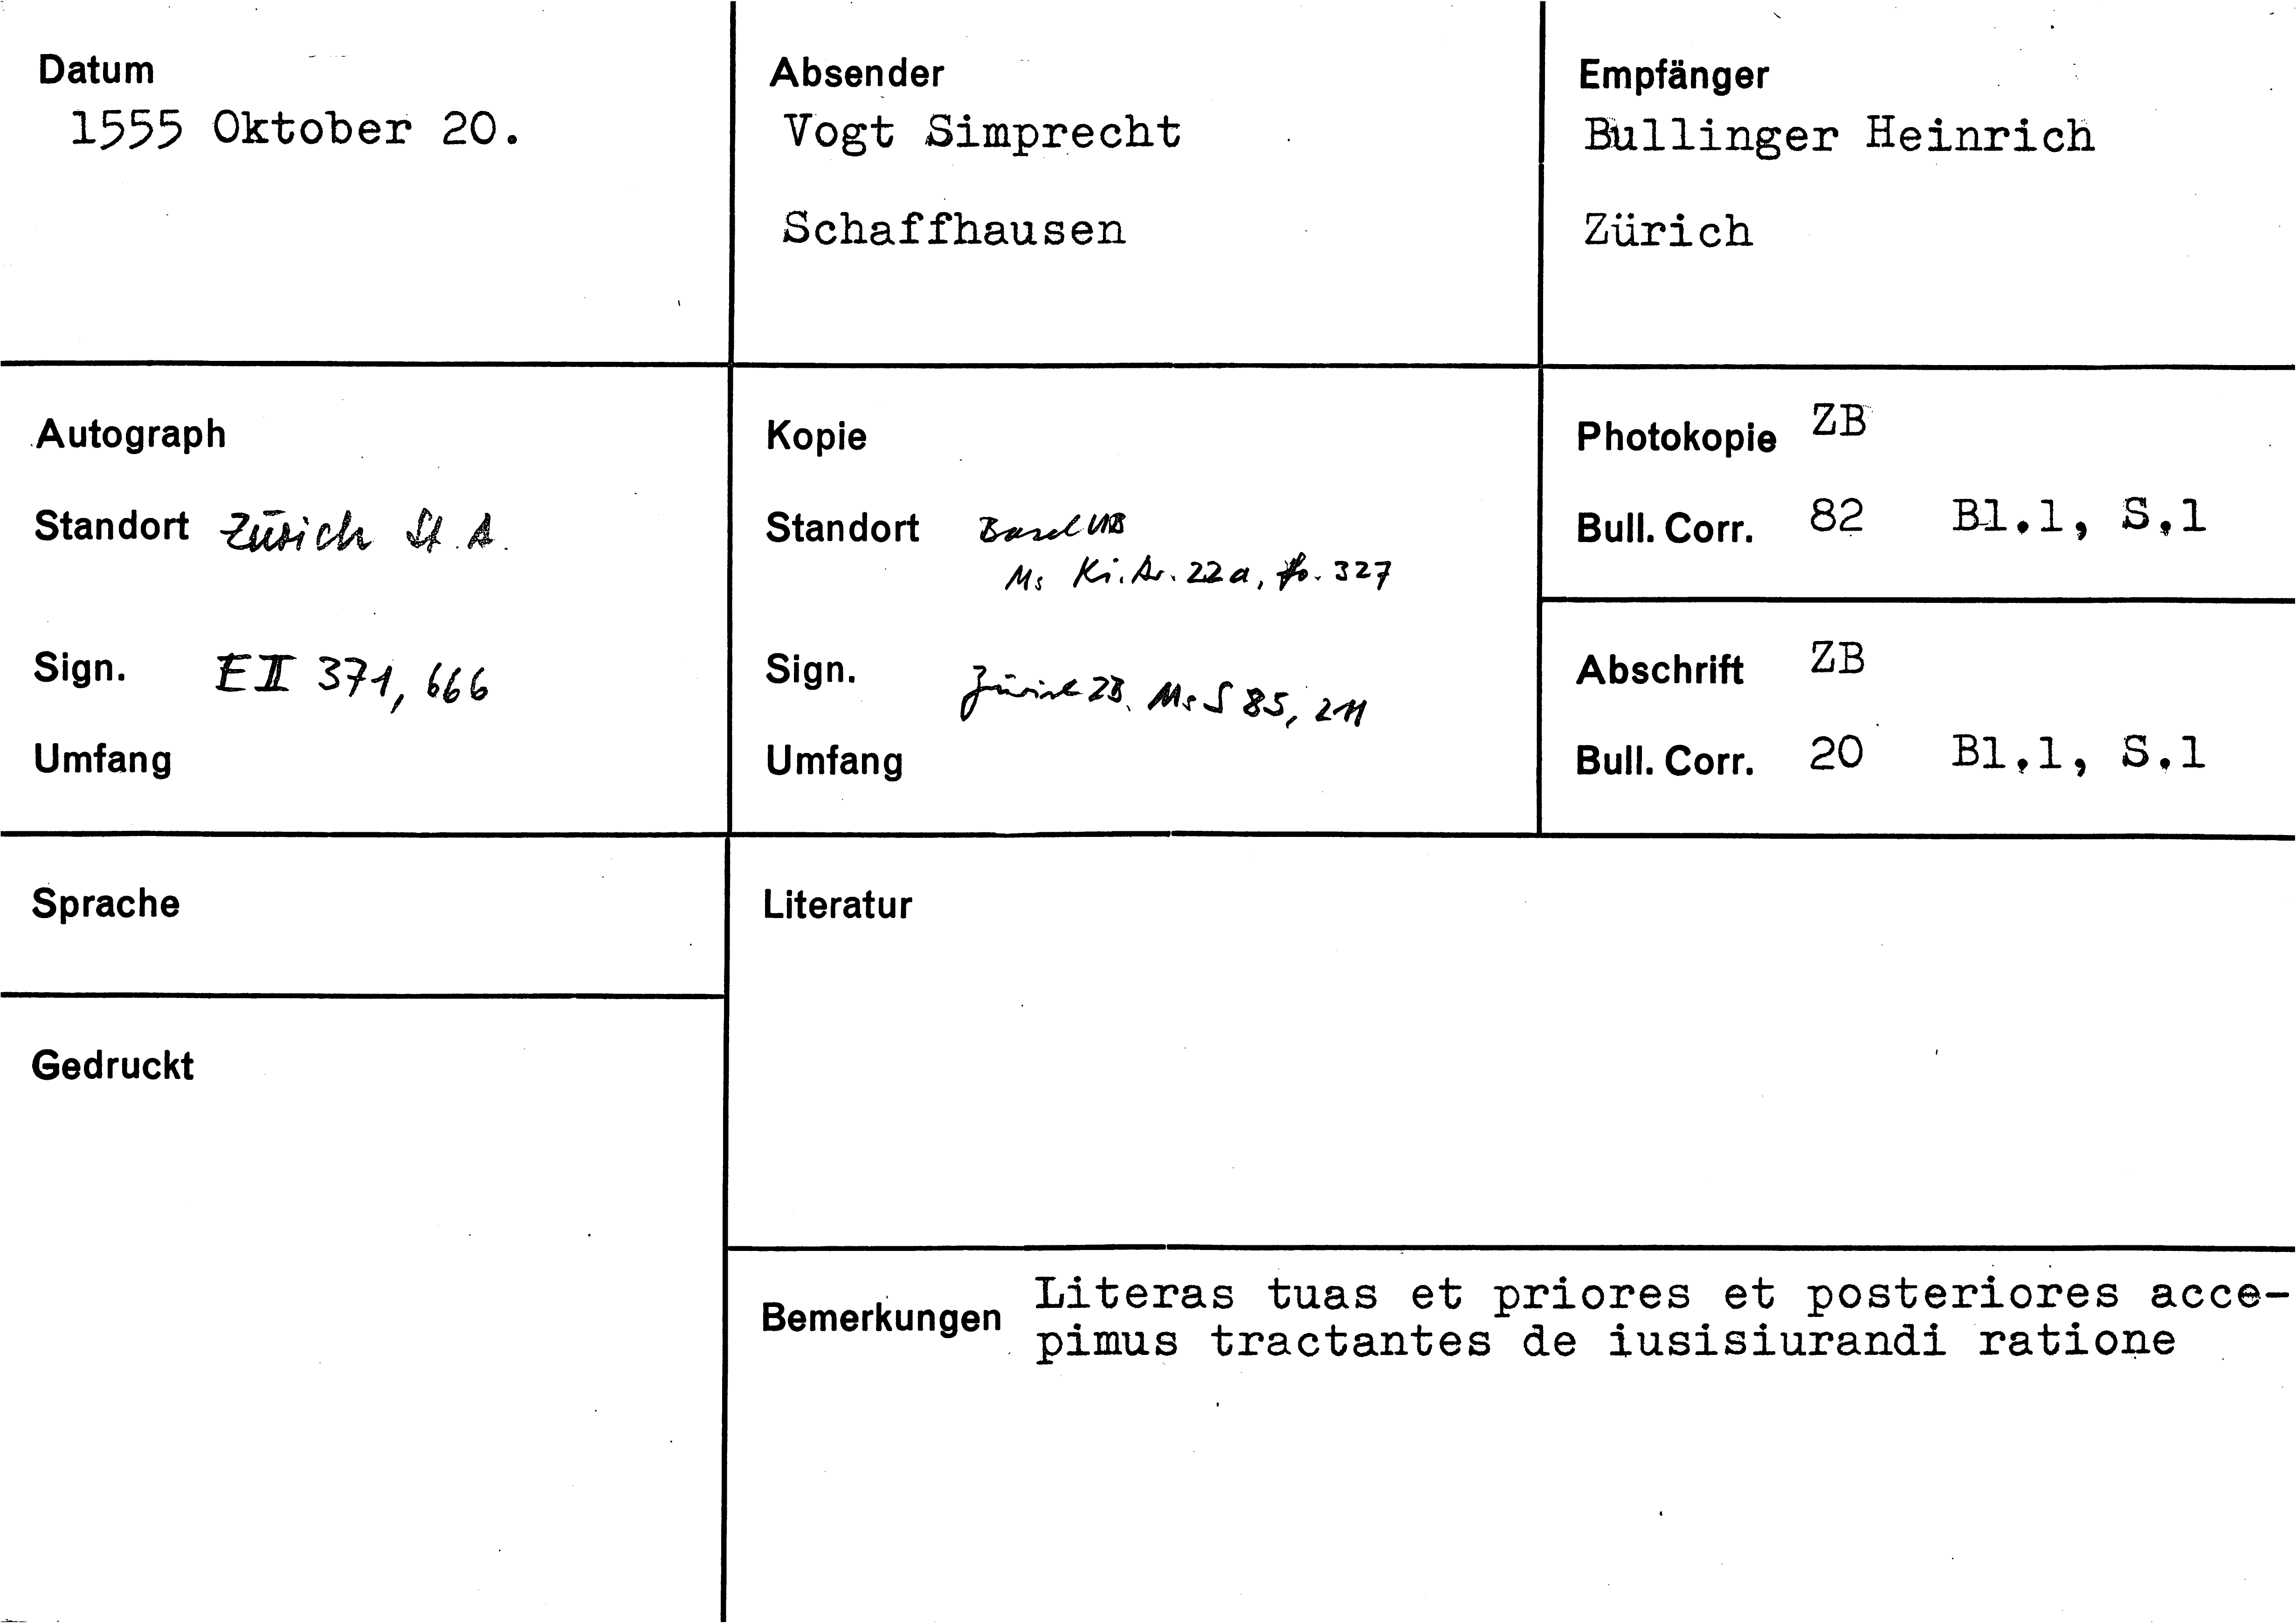 Datum
1555 Oktober 20.
Absender
Vogt Simprecht
Schaffhausen
Empfänger
Bullinger Heinrich
Zürich
Autograph
Standort Zürich St. A.
Sign. E II 371, 666
Umfang
Kopie
Standort Basel UB
Ms Ki. Ar. 22a, fo. 327
Sign. Zürich ZB. Ms S 85, 211
Umfang
Photokopie ZB
Bull. Corr. 82 Bl.1, S.1
Abschrift ZB
Bull. Corr. 20 Bl.1, S.1
Sprache
Literatur
Gedruckt
Bemerkungen Literas tuas et priores et posteriores acce-
pimus tractantes de iusisiurandi ratione